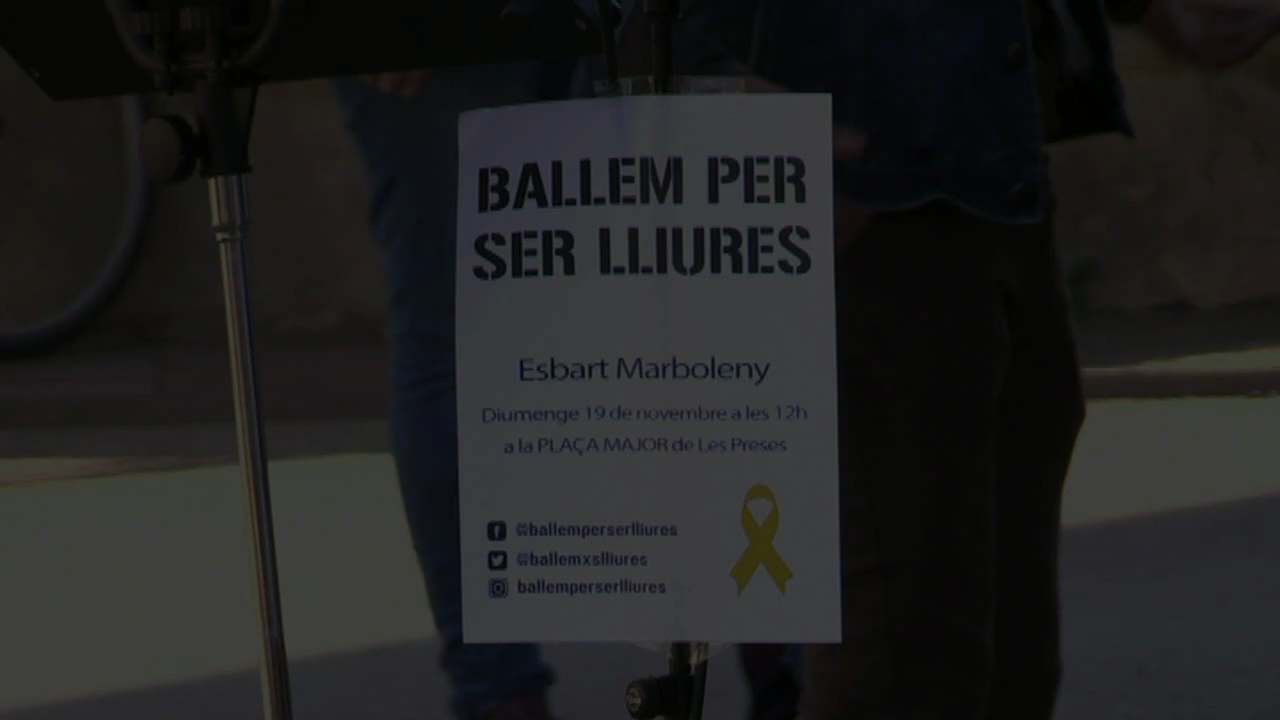 BALLEM PER
SER LLIURES
Esbart Marboleny
Diumenge 19 de novembre a les 12h
a la PLAÇA MAJOR de Les Preses
@ballemperserlliures
@ballemxslliures
ballemperserlliures